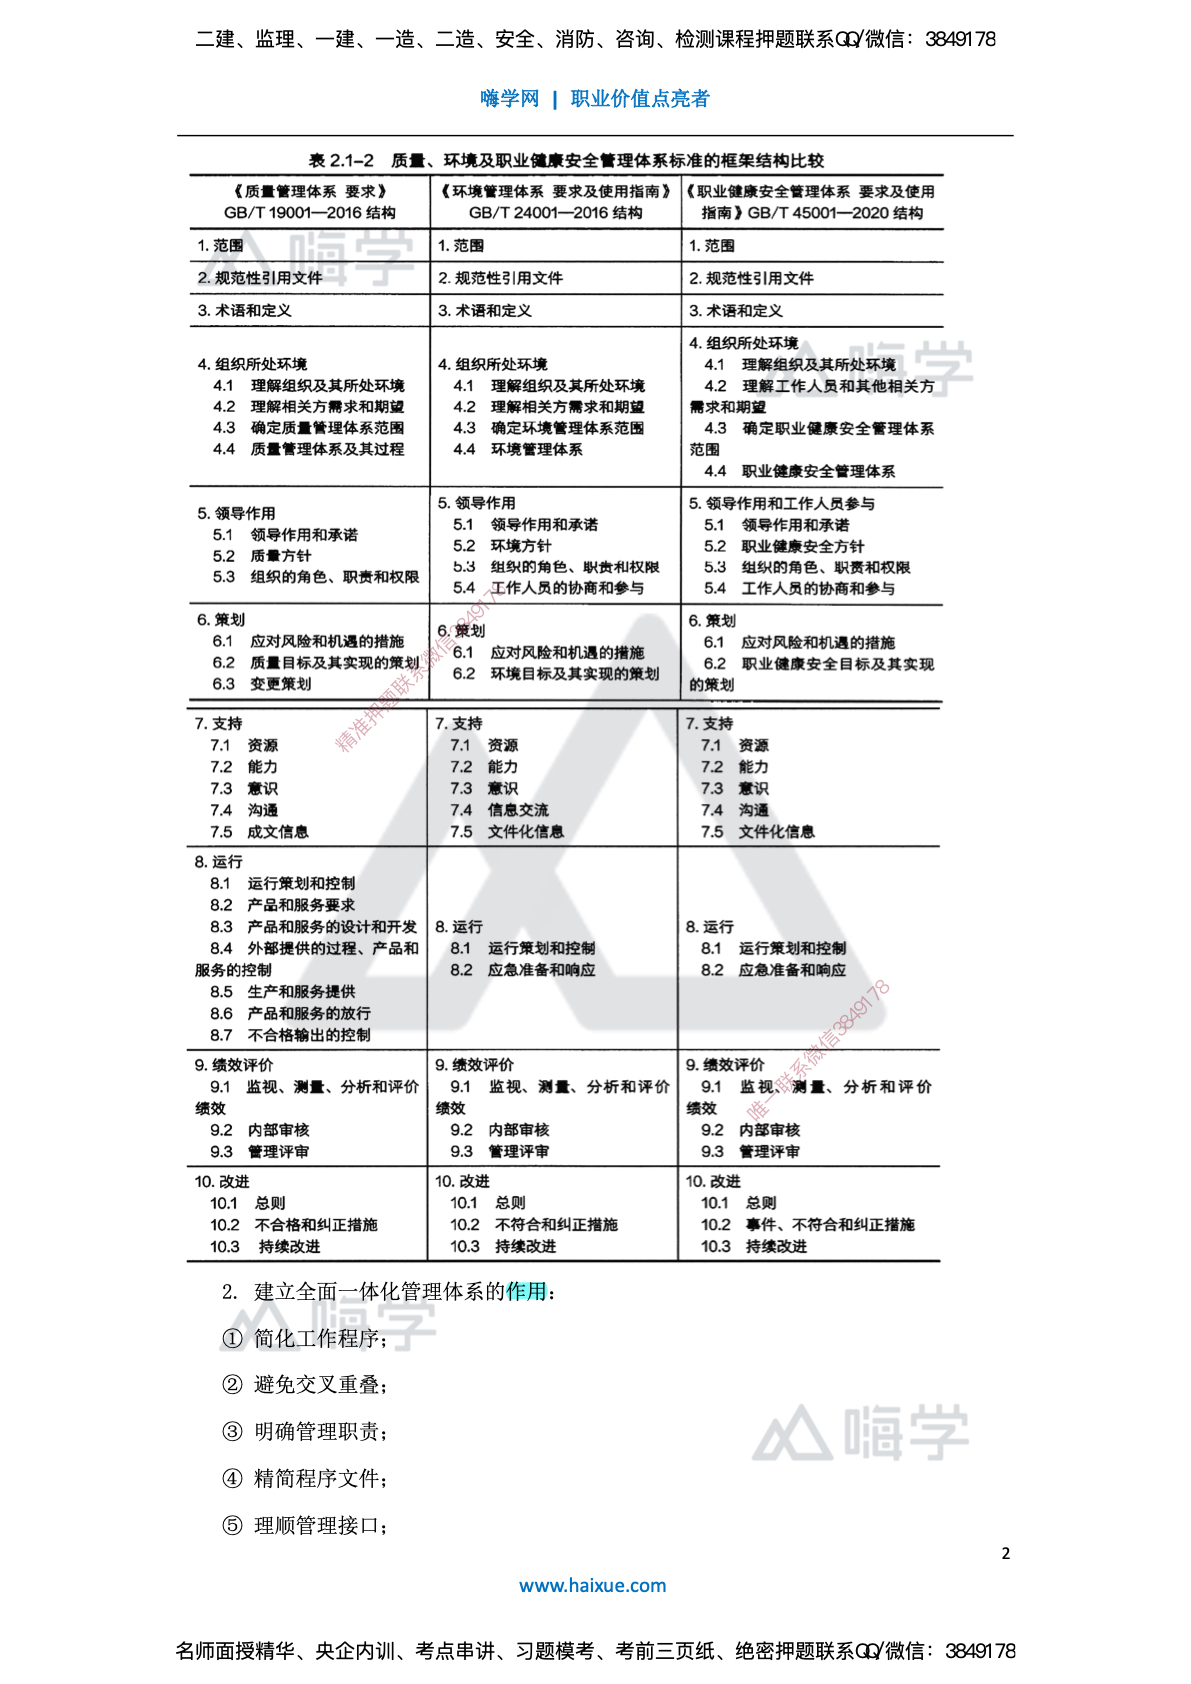 二建、监理、一建、一造、二造、安全、消防、咨询、检测课程押题联系QQ/微信：3849178
嗨学网 | 职业价值点亮者
表 2.1-2 质量、环境及职业健康安全管理体系标准的框架结构比较
《质量管理体系 要求》
GB/T 19001—2016 结构
《环境管理体系 要求及使用指南》
GB/T 24001—2016 结构
《职业健康安全管理体系 要求及使用
指南》GB/T 45001—2020 结构
1. 范围
1. 范围
1. 范围
2. 规范性引用文件
2. 规范性引用文件
2. 规范性引用文件
3. 术语和定义
3. 术语和定义
3. 术语和定义
4. 组织所处环境
4.1 理解组织及其所处环境
4.2 理解相关方需求和期望
4.3 确定质量管理体系范围
4.4 质量管理体系及其过程
4. 组织所处环境
4.1 理解组织及其所处环境
4.2 理解相关方需求和期望
4.3 确定环境管理体系范围
4.4 环境管理体系
4. 组织所处环境
4.1 理解组织及其所处环境
4.2 理解工作人员和其他相关方
需求和期望
4.3 确定职业健康安全管理体系
范围
4.4 职业健康安全管理体系
5. 领导作用
5.1 领导作用和承诺
5.2 质量方针
5.3 组织的角色、职责和权限
5. 领导作用
5.1 领导作用和承诺
5.2 环境方针
5.3 组织的角色、职责和权限
5.4 工作人员的协商和参与
5. 领导作用和工作人员参与
5.1 领导作用和承诺
5.2 职业健康安全方针
5.3 组织的角色、职责和权限
5.4 工作人员的协商和参与
6. 策划
6.1 应对风险和机遇的措施
6.2 质量目标及其实现的策划
6.3 变更策划
6. 策划
6.1 应对风险和机遇的措施
6.2 环境目标及其实现的策划
6. 策划
6.1 应对风险和机遇的措施
6.2 职业健康安全目标及其实现
的策划
7. 支持
7.1 资源
7.2 能力
7.3 意识
7.4 沟通
7.5 成文信息
7. 支持
7.1 资源
7.2 能力
7.3 意识
7.4 信息交流
7.5 文件化信息
7. 支持
7.1 资源
7.2 能力
7.3 意识
7.4 沟通
7.5 文件化信息
8. 运行
8.1 运行策划和控制
8.2 产品和服务要求
8.3 产品和服务的设计和开发
8.4 外部提供的过程、产品和
服务的控制
8.5 生产和服务提供
8.6 产品和服务的放行
8.7 不合格输出的控制
8. 运行
8.1 运行策划和控制
8.2 应急准备和响应
8. 运行
8.1 运行策划和控制
8.2 应急准备和响应
9. 绩效评价
9.1 监视、测量、分析和评价
绩效
9.2 内部审核
9.3 管理评审
9. 绩效评价
9.1 监视、测量、分析和评价
绩效
9.2 内部审核
9.3 管理评审
9. 绩效评价
9.1 监视、测量、分析和评价
绩效
9.2 内部审核
9.3 管理评审
10. 改进
10.1 总则
10.2 不合格和纠正措施
10.3 持续改进
10. 改进
10.1 总则
10.2 不符合和纠正措施
10.3 持续改进
10. 改进
10.1 总则
10.2 事件、不符合和纠正措施
10.3 持续改进
嗨学
嗨学
精准押题联系微信3849178
唯一联系微信3849178
2. 建立全面一体化管理体系的作用：
① 简化工作程序；
② 避免交叉重叠；
③ 明确管理职责；
④ 精简程序文件；
⑤ 理顺管理接口；
嗨学
嗨学
2
www.haixue.com
名师面授精华、央企内训、考点串讲、习题模考、考前三页纸、绝密押题联系QQ/微信：3849178